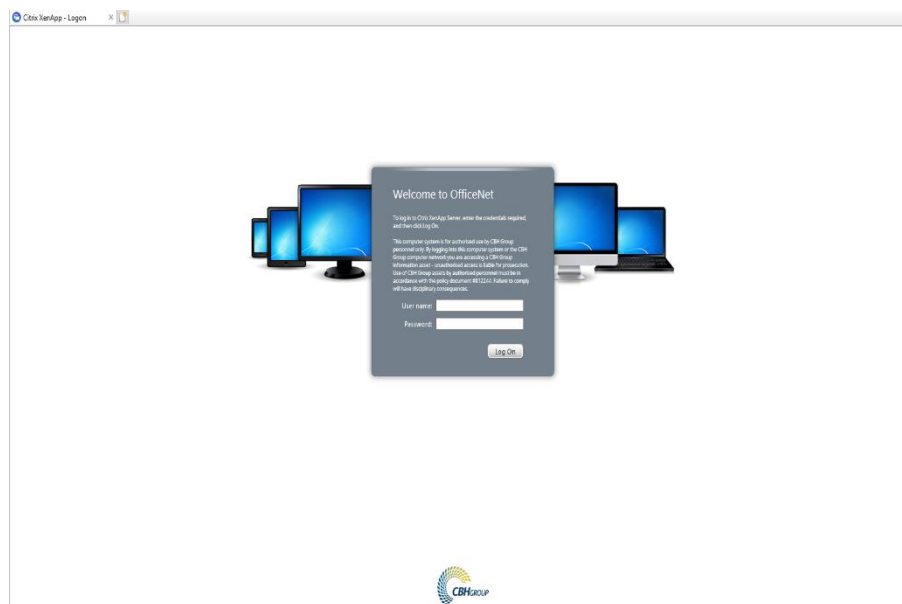 Citrix XenApp - Logon
Welcome to OfficeNet
To log in to Citrix XenApp Server, enter the credentials required,
and then click Log On.
This computer system is for authorised use by CBH Group
personnel only. By logging into this computer system or the CBH
Group computer network you are accessing a CBH Group
information asset - unauthorised access is liable for prosecution.
Use of CBH Group assets by authorised personnel must be in
accordance with the policy document #812244. Failure to comply
will have disciplinary consequences.
User name:
Password:
Log On
CBHGROUP